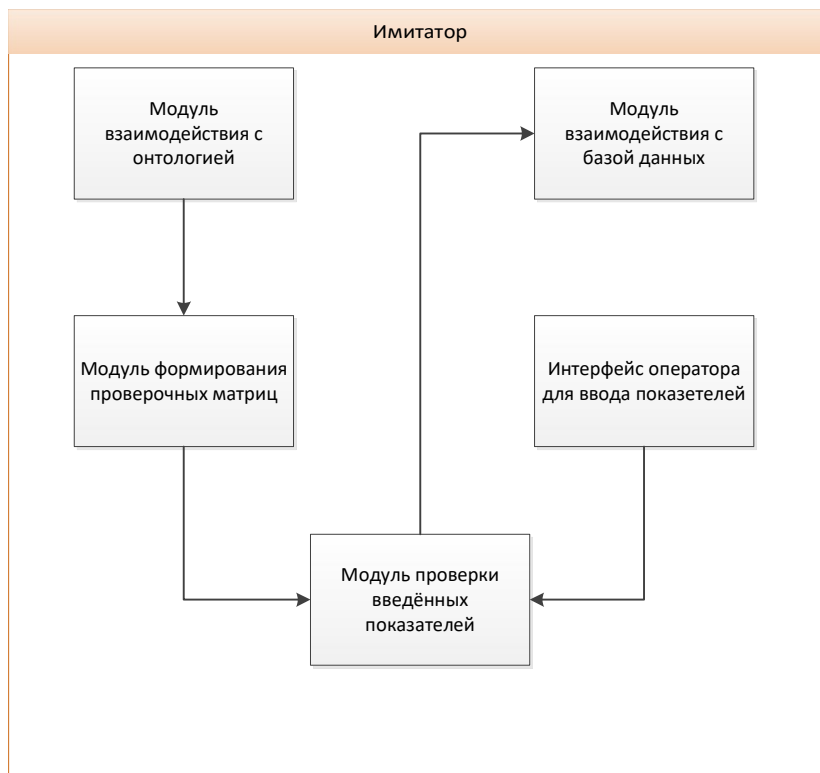 Имитатор
Модуль
взаимодействия с
онтологией
Модуль
взаимодействия с
базой данных
Модуль формирования
проверочных матриц
Интерфейс оператора
для ввода показетелей
Модуль проверки
введённых
показателей